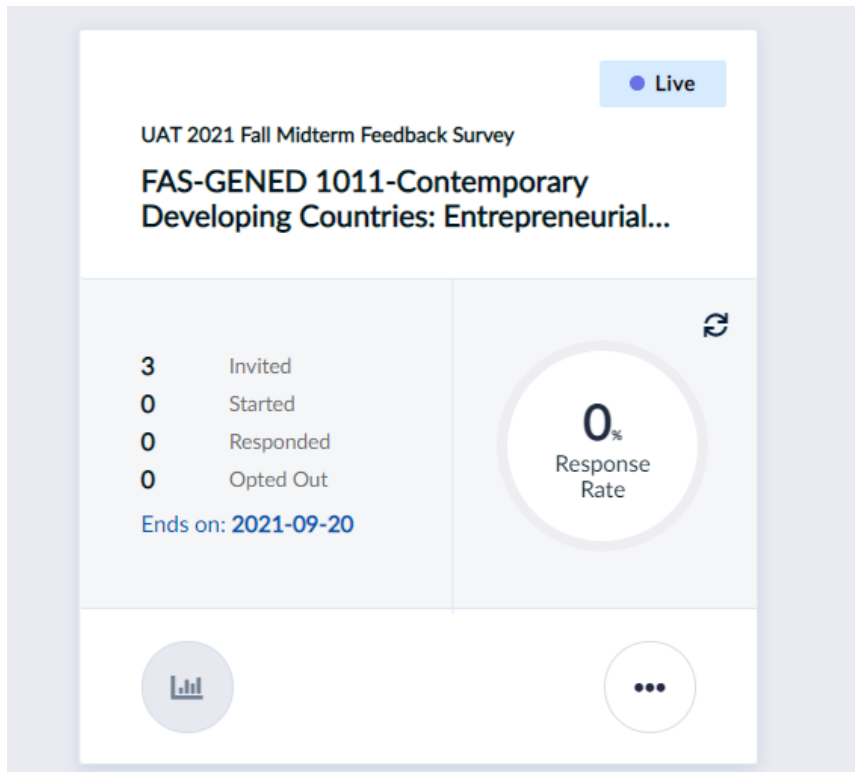 Live
UAT 2021 Fall Midterm Feedback Survey
FAS-GENED 1011-Contemporary
Developing Countries: Entrepreneurial...
3 Invited
0 Started
0 Responded
0 Opted Out
Ends on: 2021-09-20
0%
Response
Rate